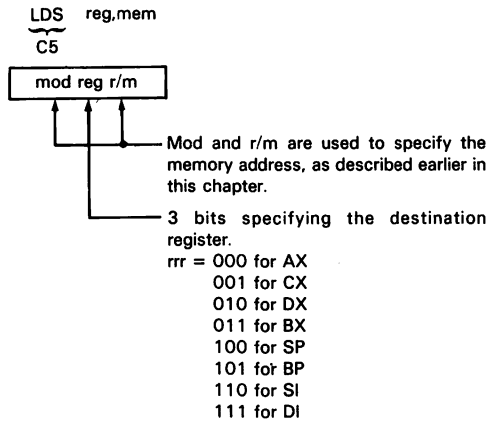 LDS reg,mem
C5
mod reg r/m
Mod and r/m are used to specify the
memory address, as described earlier in
this chapter.
3 bits specifying the destination
register.
rrr = 000 for AX
001 for CX
010 for DX
011 for BX
100 for SP
101 for BP
110 for SI
111 for DI